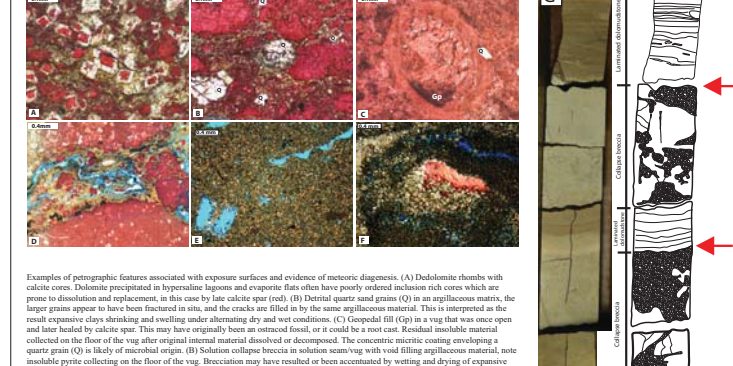 Q
Q
Q
Q
Q
Q
Gp
A
B
C
0.4mm
0.4 mm
0.4 mm
D
E
F
Laminated dolomudstone
Collapse breccia
Laminated
dolomudstone
Collapse breccia
Examples of petrographic features associated with exposure surfaces and evidence of meteoric diagenesis. (A) Dedolomite rhombs with
calcite cores. Dolomite precipitated in hypersaline lagoons and evaporite flats often have poorly ordered inclusion rich cores which are
prone to dissolution and replacement, in this case by late calcite spar (red). (B) Detrital quartz sand grains (Q) in an argillaceous matrix, the
larger grains appear to have been fractured in situ, and the cracks are filled in by the same argillaceous material. This is interpreted as the
result expansive clays shrinking and swelling under alternating dry and wet conditions. (C) Geopedal fill (Gp) in a vug that was once open
and later healed by calcite spar. This may have originally been an ostracod fossil, or it could be a root cast. Residual insoluble material
collected on the floor of the vug after original internal material dissolved or decomposed. The concentric micritic coating enveloping a
quartz grain (Q) is likely of microbial origin. (B) Solution collapse breccia in solution seam/vug with void filling argillaceous material, note
insoluble pyrite collecting on the floor of the vug. Brecciation may have resulted or been accentuated by wetting and drying of expansive